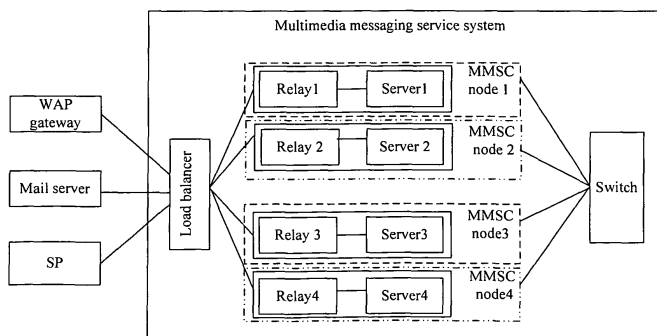 Multimedia messaging service system
WAP
gateway
Mail server
SP
Load balancer
Relay1
Server1
MMSC
node 1
Relay 2
Server 2
MMSC
node 2
Relay 3
Server3
MMSC
node3
Relay4
Server4
MMSC
node4
Switch